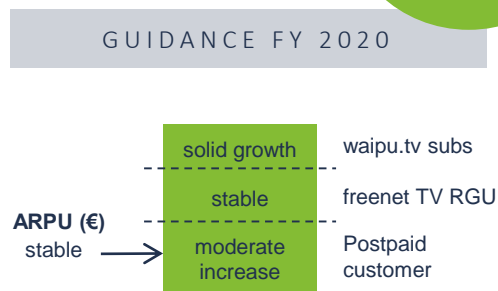 GUIDANCE FY 2020
solid growth
waipu.tv subs
stable
freenet TV RGU
ARPU (€)
stable
moderate
increase
Postpaid
customer